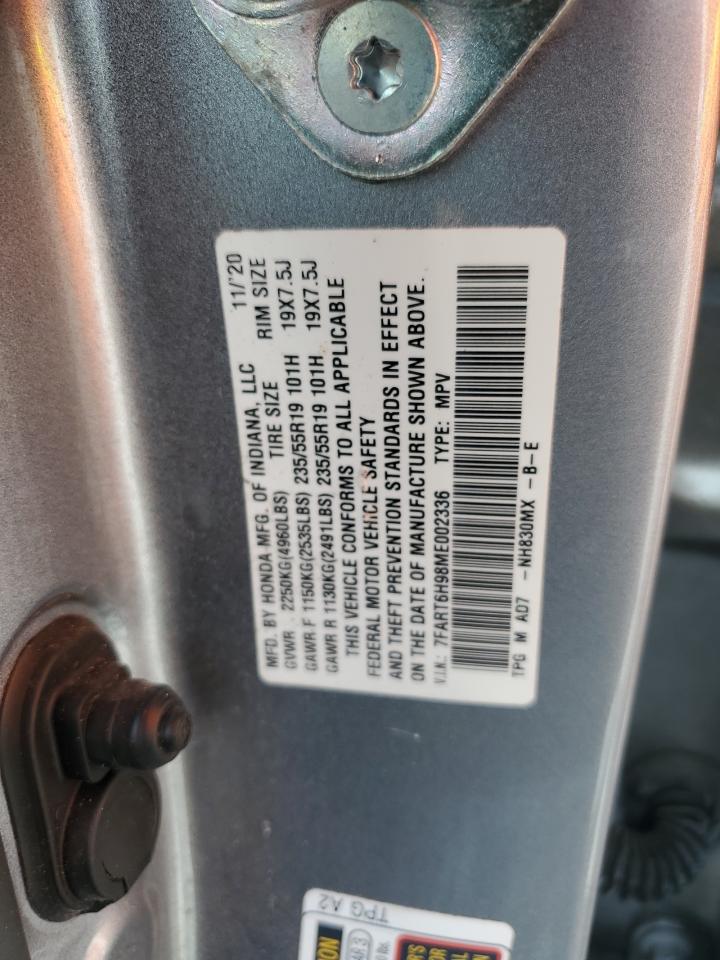 MFD. BY HONDA MFG. OF INDIANA, LLC 11/'20
GVWR 2250KG(4960LBS) TIRE SIZE RIM SIZE
GAWR F 1150KG(2535LBS) 235/55R19 101H 19X7.5J
GAWR R 1130KG(2491LBS) 235/55R19 101H 19X7.5J
THIS VEHICLE CONFORMS TO ALL APPLICABLE
FEDERAL MOTOR VEHICLE SAFETY
AND THEFT PREVENTION STANDARDS IN EFFECT
ON THE DATE OF MANUFACTURE SHOWN ABOVE.
V.I.N.: 7FART6H98ME002336 TYPE: MPV
TPG M AD7 -NH830MX -B-E
TPG A2